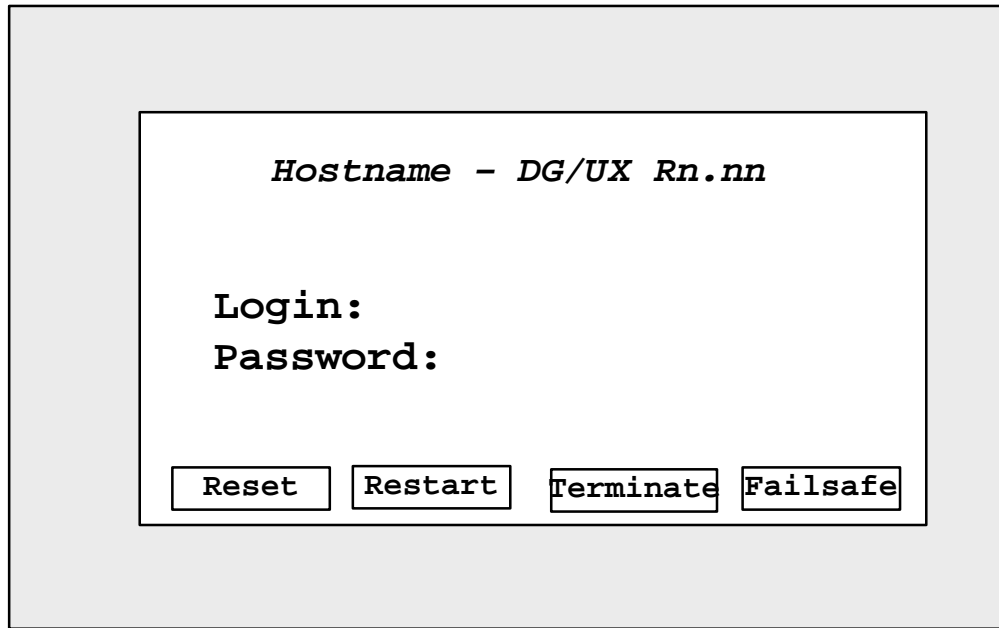 Hostname – DG/UX Rn.nn
Login:
Password:
Reset Restart Terminate Failsafe